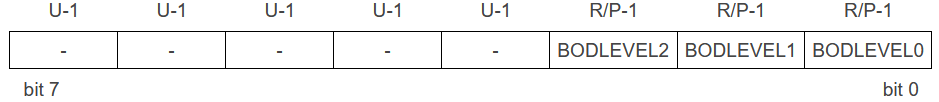 U-1 U-1 U-1 U-1 U-1 R/P-1 R/P-1 R/P-1
- - - - - BODLEVEL2 BODLEVEL1 BODLEVEL0
bit 7 bit 0